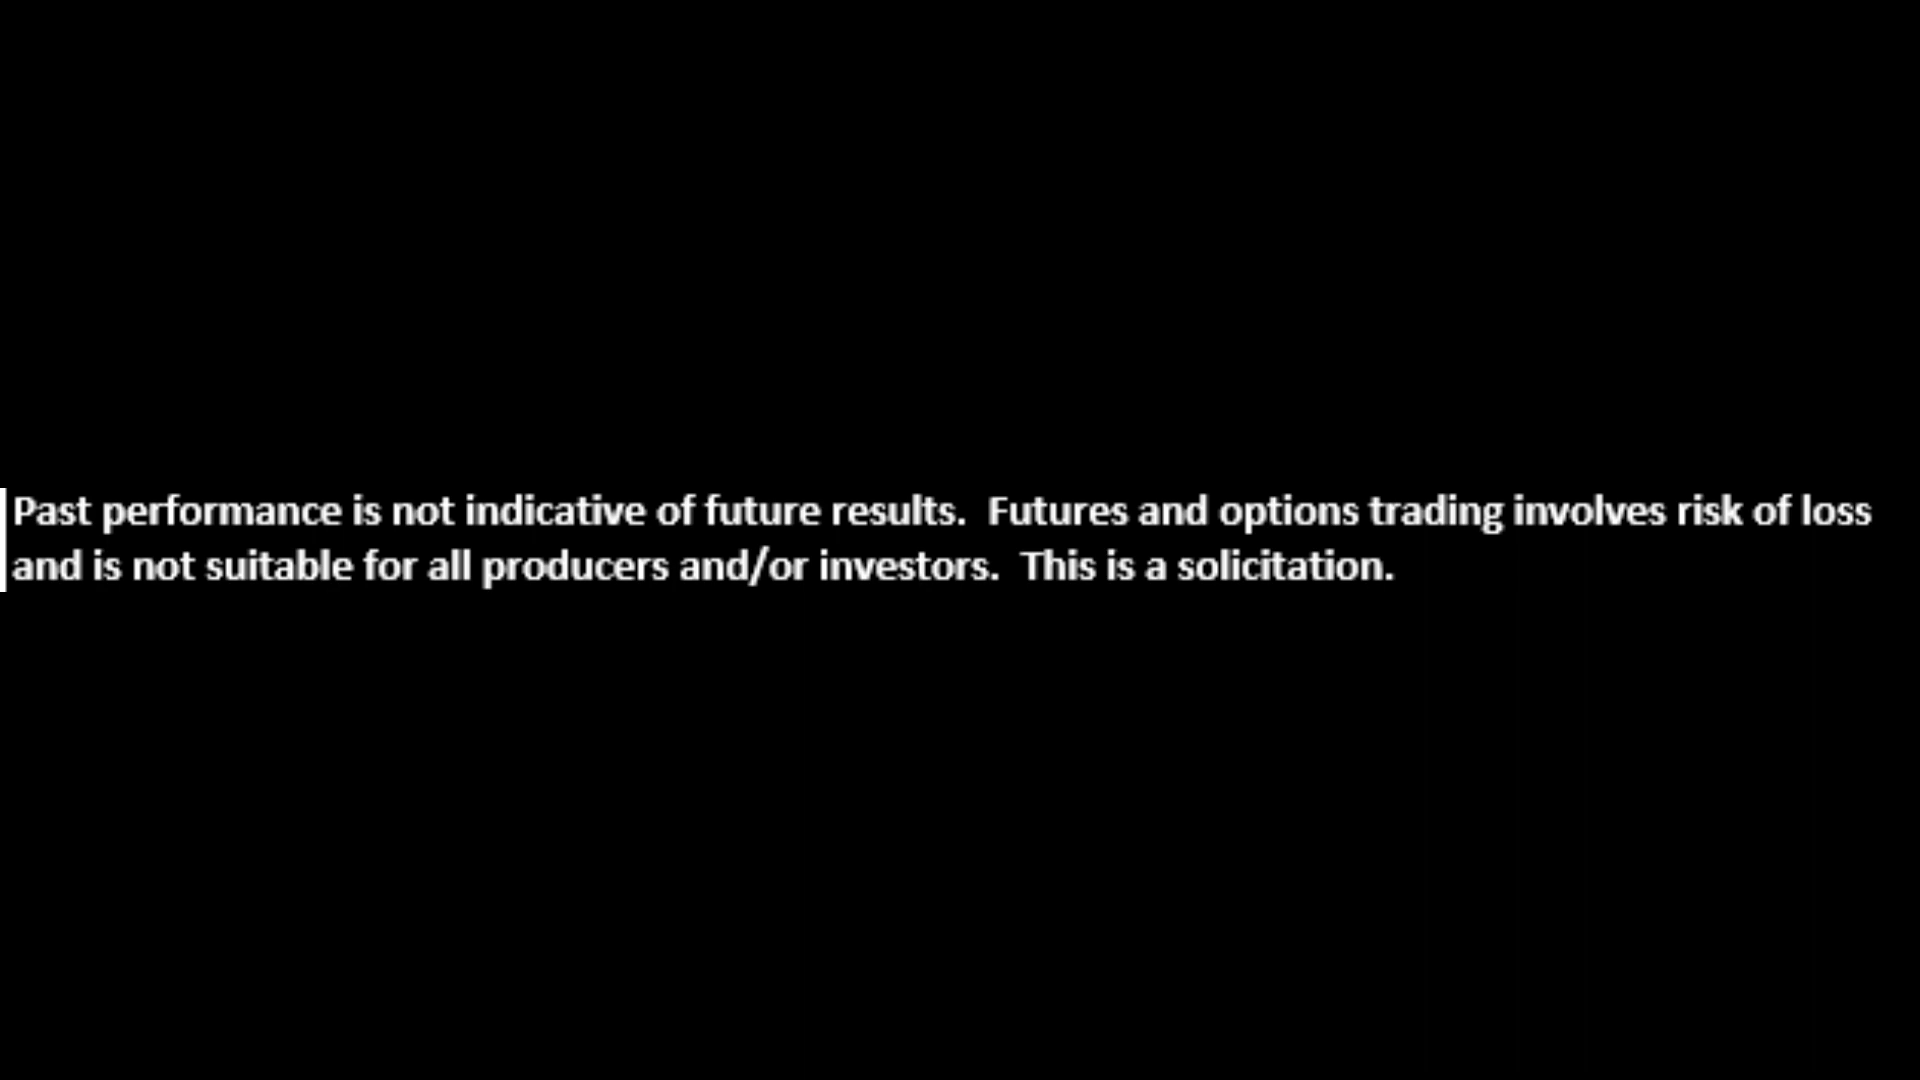 Past performance is not indicative of future results.  Futures and options trading involves risk of loss
and is not suitable for all producers and/or investors.  This is a solicitation.